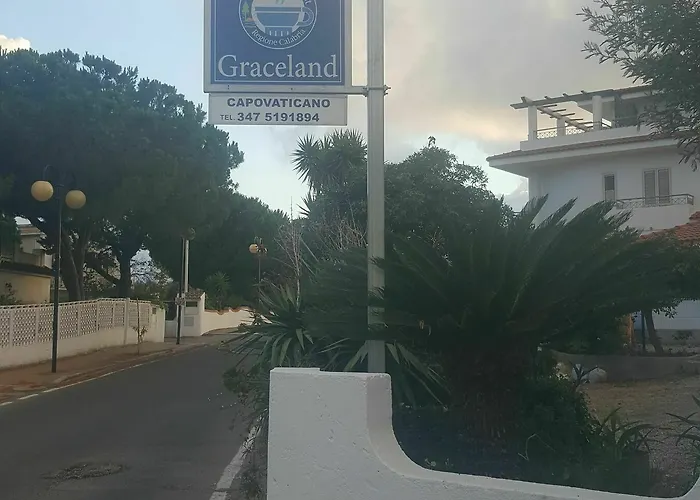 Regione Calabria
Graceland
CAPOVATICANO
TEL. 347 5191894